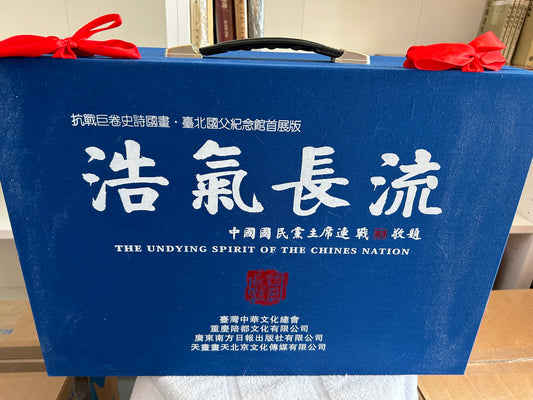 抗戰巨卷史詩國畫・臺北國父紀念館首展版
浩氣長流
中國國民黨主席連戰 敬題
THE UNDYING SPIRIT OF THE CHINES NATION
臺灣中華文化總會
重慶陪都文化有限公司
廣東南方日報出版社有限公司
天畫畫天北京文化傳媒有限公司